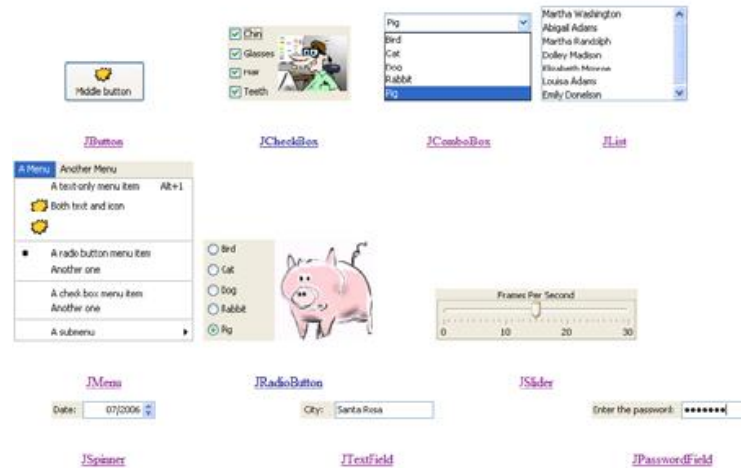 Middle button
Chin
Glasses
Hair
Teeth
Pig
Bird
Cat
Dog
Rabbit
Pig
Martha Washington
Abigail Adams
Martha Randolph
Dolley Madison
Elizabeth Monroe
Louisa Adams
Emily Donelson
JButton
JCheckBox
JComboBox
JList
A Menu Another Menu
A text-only menu item Alt+1
Both text and icon
A radio button menu item
Another one
A check box menu item
Another one
A submenu
Bird
Cat
Dog
Rabbit
Pig
Frames Per Second
0 10 20 30
JMenu
JRadioButton
JSlider
Date: 07/2006
City: Santa Rosa
Enter the password:
JSpinner
JTextField
JPasswordField